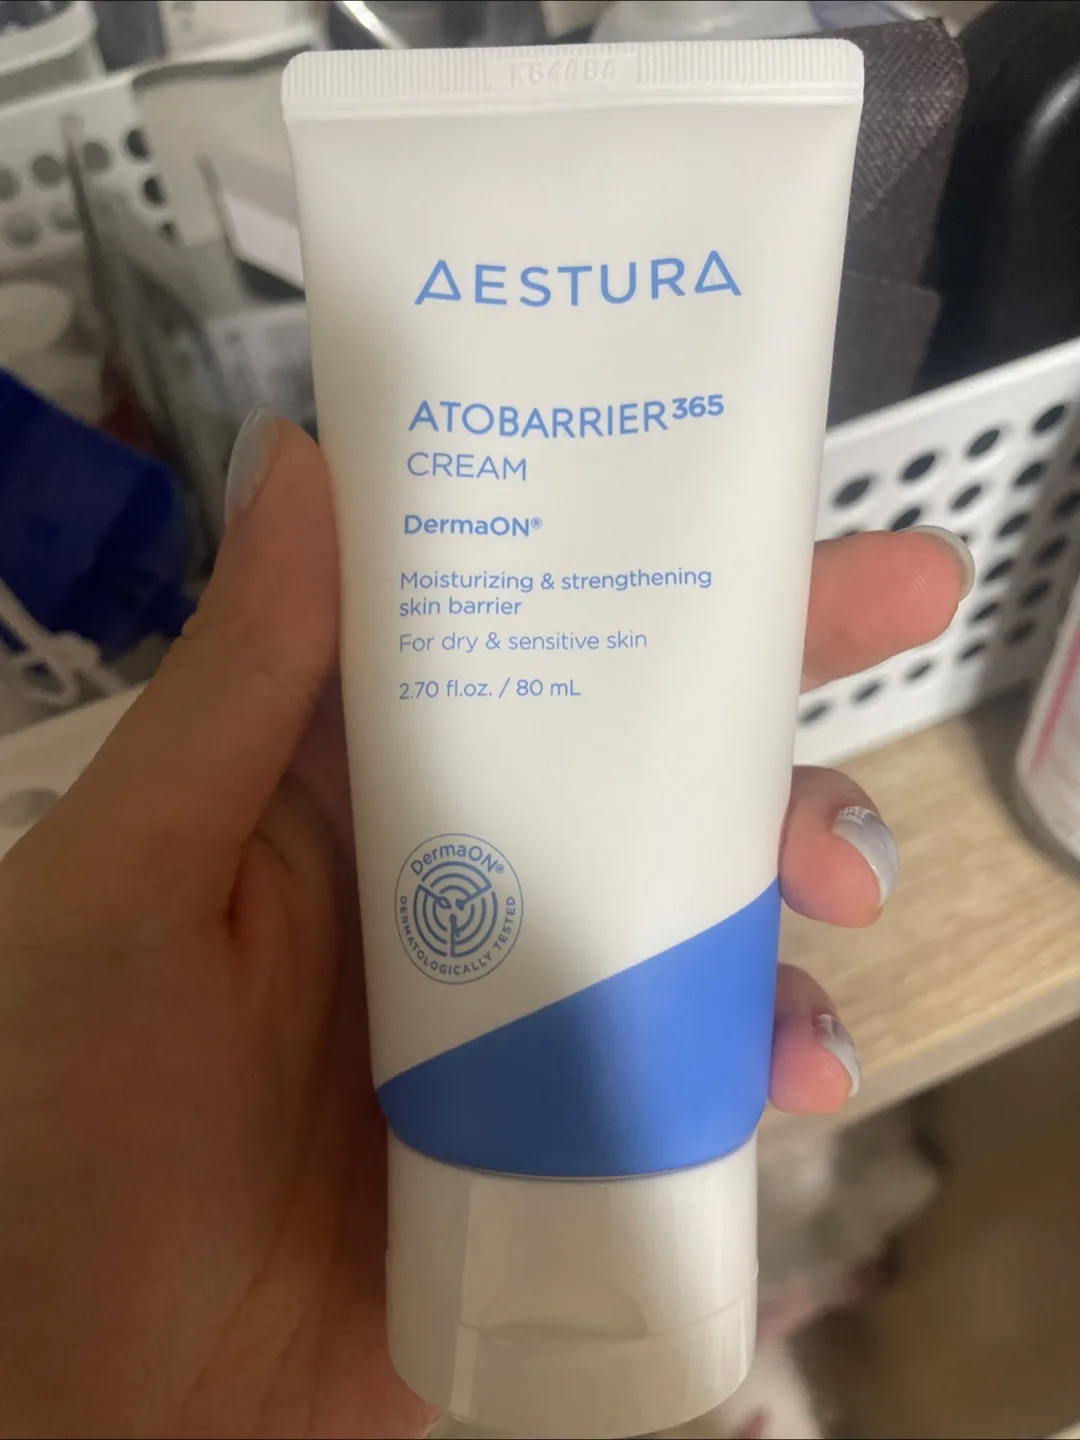 AESTURA
ATOBARRIER365
CREAM
DermaON®
Moisturizing & strengthening
skin barrier
For dry & sensitive skin
2.70 fl.oz. / 80 mL
DermaON®
DERMATOLOGICALLY TESTED